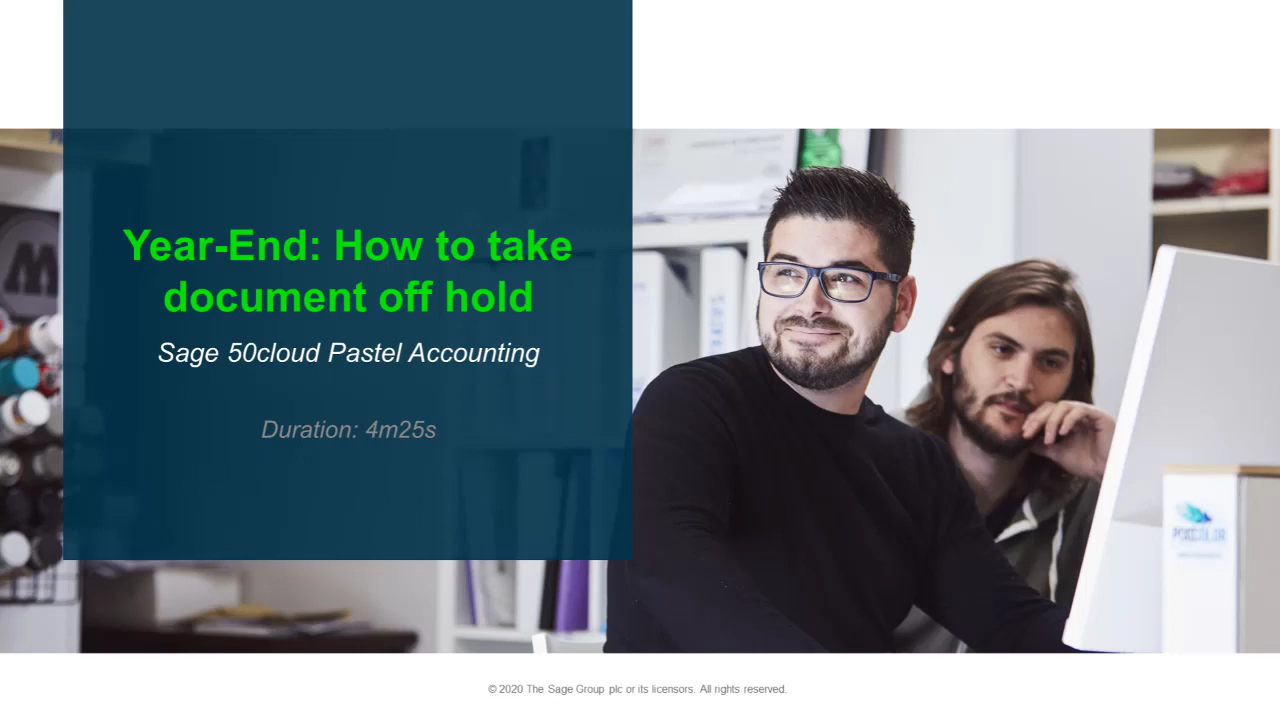 Year-End: How to take
document off hold
Sage 50cloud Pastel Accounting
Duration: 4m25s
© 2020 The Sage Group plc or its licensors. All rights reserved.